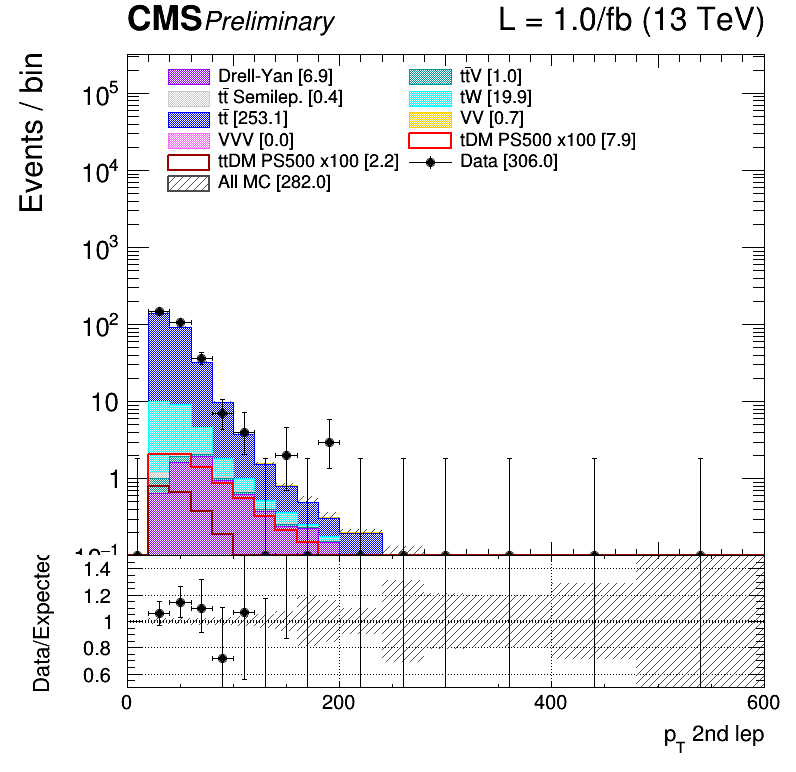 CMS Preliminary L = 1.0/fb (13 TeV)
Events / bin
Drell-Yan [6.9]
tt̄ Semilep. [0.4]
tt̄ [253.1]
VVV [0.0]
ttDM PS500 x100 [2.2]
All MC [282.0]
tt̄V [1.0]
tW [19.9]
VV [0.7]
tDM PS500 x100 [7.9]
Data [306.0]
10⁵
10⁴
10³
10²
10
1
10⁻¹
Data/Expected
1.4
1.2
1
0.8
0.6
0 200 400 600
p_T 2nd lep